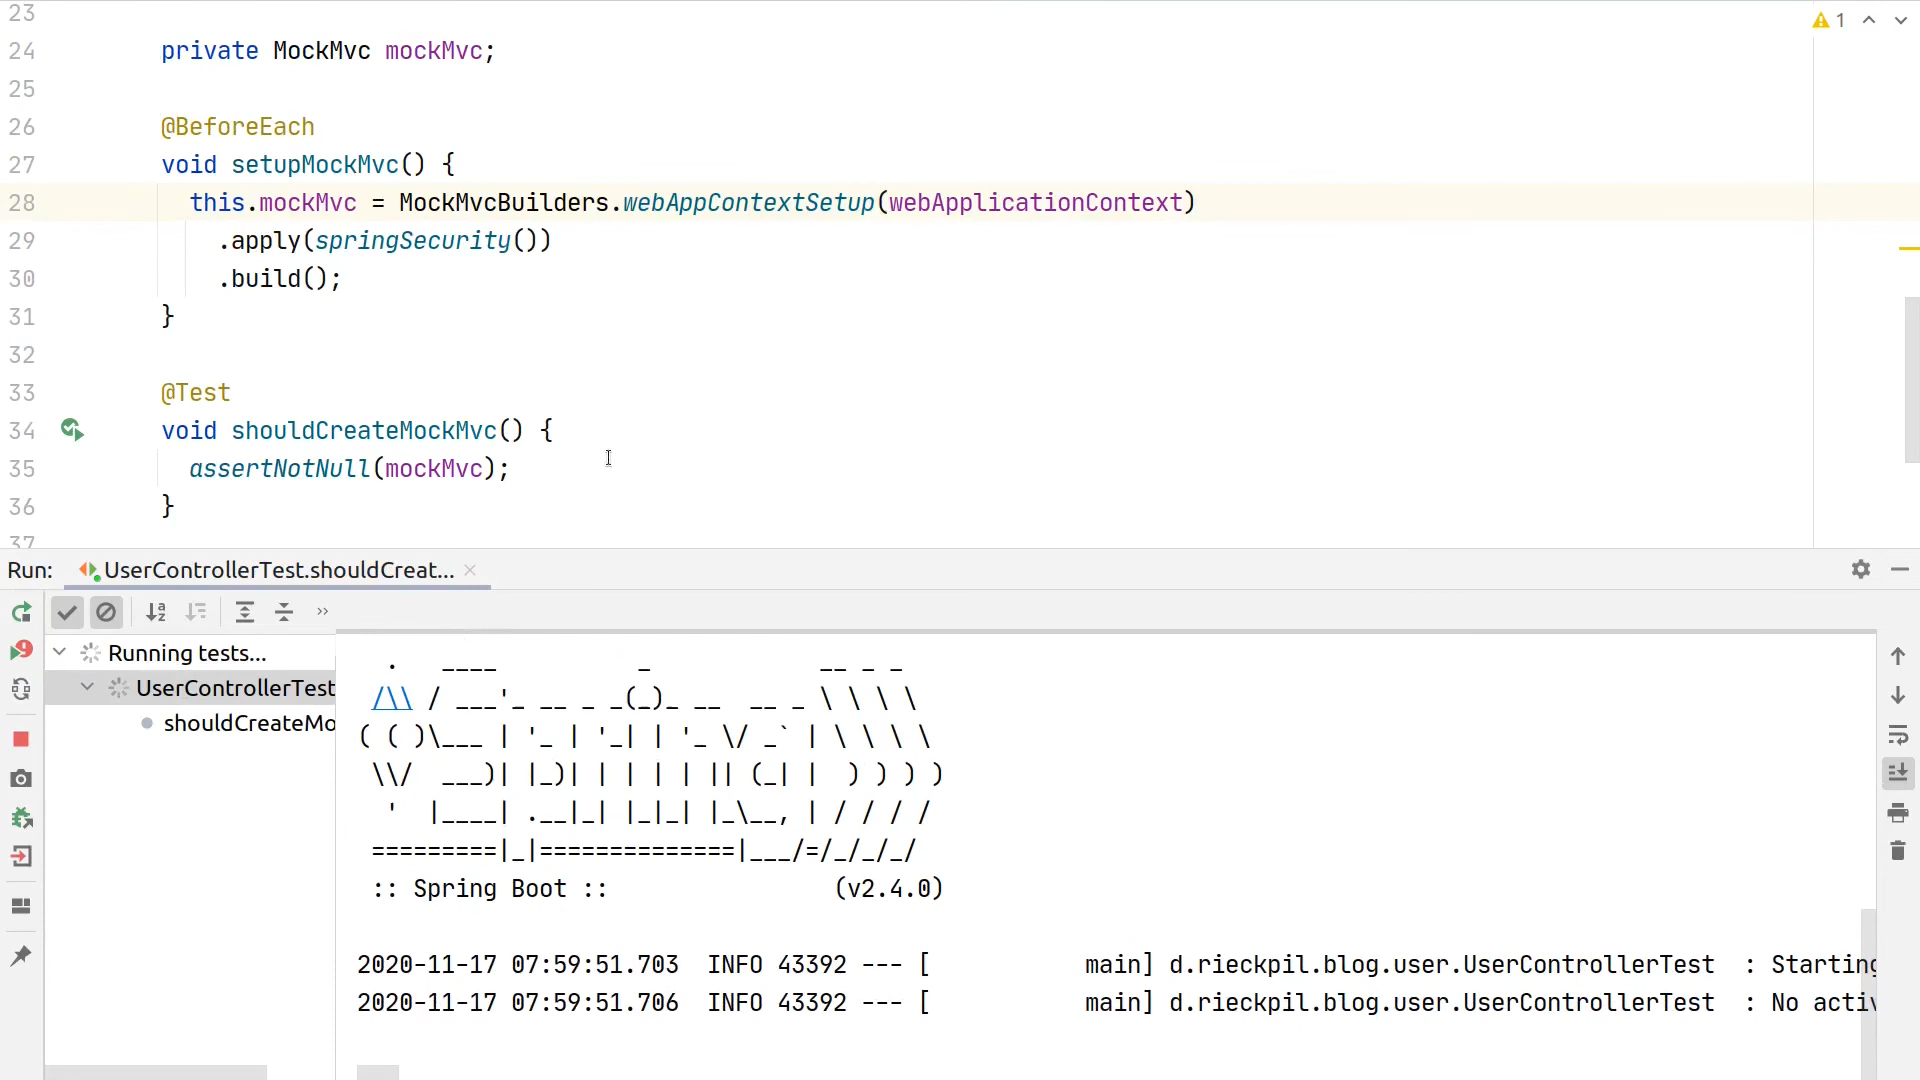 23
1
24 private MockMvc mockMvc;
25
26 @BeforeEach
27 void setupMockMvc() {
28 this.mockMvc = MockMvcBuilders.webAppContextSetup(webApplicationContext)
29 .apply(springSecurity())
30 .build();
31 }
32
33 @Test
34 void shouldCreateMockMvc() {
35 assertNotNull(mockMvc);
36 }
37
Run: UserControllerTest.shouldCreat...
Running tests...
UserControllerTest
shouldCreateMo
  .   ____          _            __ _ _
 /\\ / ___'_ __ _ _(_)_ __  __ _ \ \ \ \
( ( )\___ | '_ | '_| | '_ \/ _` | \ \ \ \
 \\/  ___)| |_)| | | | | || (_| |  ) ) ) )
  '  |____| .__|_| |_|_| |_\__, | / / / /
 =========|_|==============|___/=/_/_/_/
:: Spring Boot :: (v2.4.0)
2020-11-17 07:59:51.703 INFO 43392 --- [ main] d.rieckpil.blog.user.UserControllerTest : Starting
2020-11-17 07:59:51.706 INFO 43392 --- [ main] d.rieckpil.blog.user.UserControllerTest : No activ